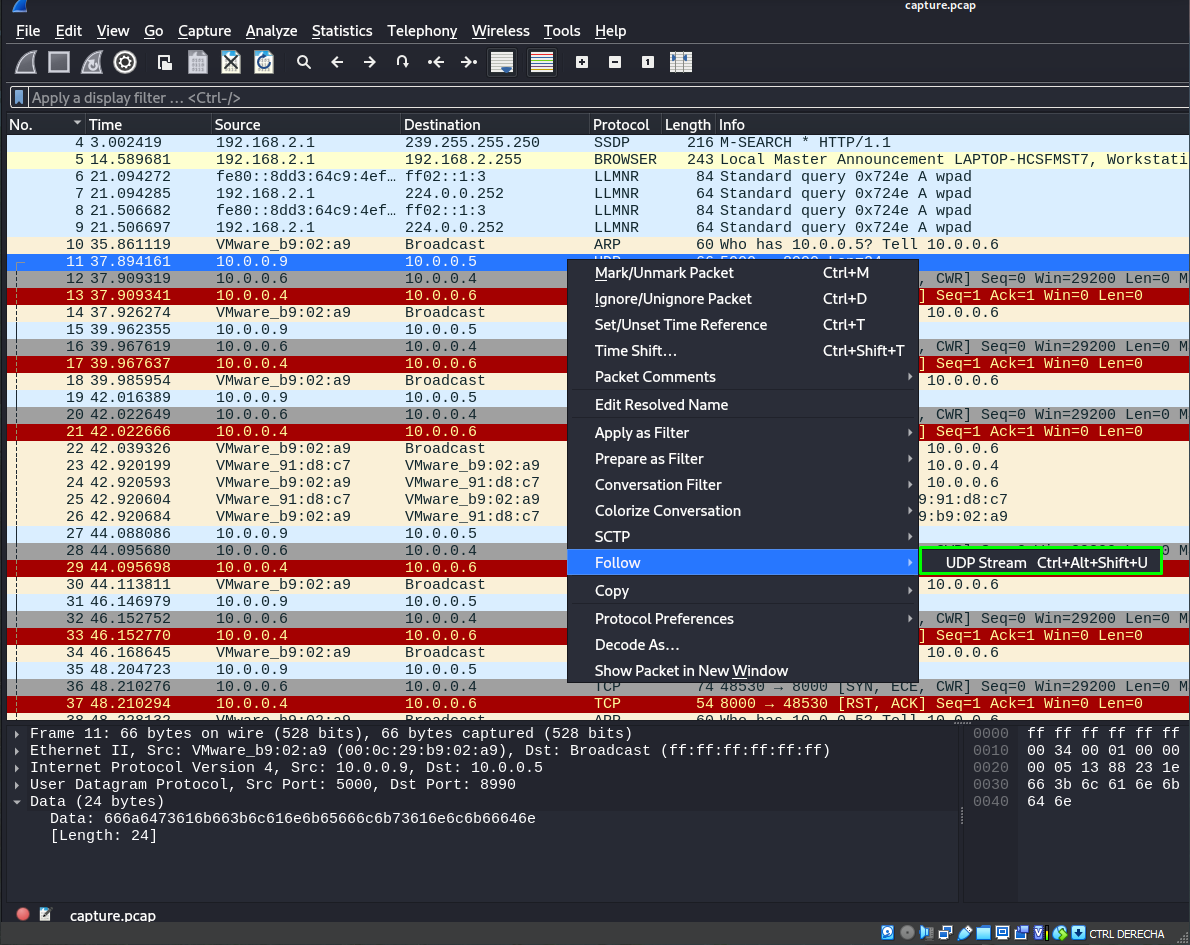 capture.pcap
File Edit View Go Capture Analyze Statistics Telephony Wireless Tools Help
Apply a display filter … <Ctrl-/>
No. Time Source Destination Protocol Length Info
4 3.002419 192.168.2.1 239.255.255.250 SSDP 216 M-SEARCH * HTTP/1.1
5 14.589681 192.168.2.1 192.168.2.255 BROWSER 243 Local Master Announcement LAPTOP-HCSFMST7, Workstati
6 21.094272 fe80::8dd3:64c9:4ef… ff02::1:3 LLMNR 84 Standard query 0x724e A wpad
7 21.094285 192.168.2.1 224.0.0.252 LLMNR 64 Standard query 0x724e A wpad
8 21.506682 fe80::8dd3:64c9:4ef… ff02::1:3 LLMNR 84 Standard query 0x724e A wpad
9 21.506697 192.168.2.1 224.0.0.252 LLMNR 64 Standard query 0x724e A wpad
10 35.861119 VMware_b9:02:a9 Broadcast ARP 60 Who has 10.0.0.5? Tell 10.0.0.6
11 37.894161 10.0.0.9 10.0.0.5
12 37.909319 10.0.0.6 10.0.0.4 , CWR] Seq=0 Win=29200 Len=0 M
13 37.909341 10.0.0.4 10.0.0.6 ] Seq=1 Ack=1 Win=0 Len=0
14 37.926274 VMware_b9:02:a9 Broadcast 10.0.0.6
15 39.962355 10.0.0.9 10.0.0.5
16 39.967619 10.0.0.6 10.0.0.4 , CWR] Seq=0 Win=29200 Len=0 M
17 39.967637 10.0.0.4 10.0.0.6 ] Seq=1 Ack=1 Win=0 Len=0
18 39.985954 VMware_b9:02:a9 Broadcast 10.0.0.6
19 42.016389 10.0.0.9 10.0.0.5
20 42.022649 10.0.0.6 10.0.0.4 , CWR] Seq=0 Win=29200 Len=0 M
21 42.022666 10.0.0.4 10.0.0.6 ] Seq=1 Ack=1 Win=0 Len=0
22 42.039326 VMware_b9:02:a9 Broadcast 10.0.0.6
23 42.920199 VMware_91:d8:c7 VMware_b9:02:a9 10.0.0.4
24 42.920593 VMware_b9:02:a9 VMware_91:d8:c7 10.0.0.6
25 42.920604 VMware_91:d8:c7 VMware_b9:02:a9 9:91:d8:c7
26 42.920684 VMware_b9:02:a9 VMware_91:d8:c7 9:b9:02:a9
27 44.088086 10.0.0.9 10.0.0.5
28 44.095680 10.0.0.6 10.0.0.4
29 44.095698 10.0.0.4 10.0.0.6
30 44.113811 VMware_b9:02:a9 Broadcast 10.0.0.6
31 46.146979 10.0.0.9 10.0.0.5
32 46.152752 10.0.0.6 10.0.0.4 , CWR] Seq=0 Win=29200 Len=0 M
33 46.152770 10.0.0.4 10.0.0.6 ] Seq=1 Ack=1 Win=0 Len=0
34 46.168645 VMware_b9:02:a9 Broadcast 10.0.0.6
35 48.204723 10.0.0.9 10.0.0.5
36 48.210276 10.0.0.6 10.0.0.4 TCP 74 48530 → 8000 [SYN, ECE, CWR] Seq=0 Win=29200 Len=0 M
37 48.210294 10.0.0.4 10.0.0.6 TCP 54 8000 → 48530 [RST, ACK] Seq=1 Ack=1 Win=0 Len=0
38 48.228132 VMware_b9:02:a9 Broadcast ARP 60 Who has 10.0.0.5? Tell 10.0.0.6
Mark/Unmark Packet Ctrl+M
Ignore/Unignore Packet Ctrl+D
Set/Unset Time Reference Ctrl+T
Time Shift… Ctrl+Shift+T
Packet Comments
Edit Resolved Name
Apply as Filter
Prepare as Filter
Conversation Filter
Colorize Conversation
SCTP
Follow
UDP Stream Ctrl+Alt+Shift+U
Copy
Protocol Preferences
Decode As…
Show Packet in New Window
Frame 11: 66 bytes on wire (528 bits), 66 bytes captured (528 bits)
Ethernet II, Src: VMware_b9:02:a9 (00:0c:29:b9:02:a9), Dst: Broadcast (ff:ff:ff:ff:ff:ff)
Internet Protocol Version 4, Src: 10.0.0.9, Dst: 10.0.0.5
User Datagram Protocol, Src Port: 5000, Dst Port: 8990
Data (24 bytes)
Data: 666a6473616b663b6c616e6b65666c6b73616e6c6b66646e
[Length: 24]
0000 ff ff ff ff ff ff
0010 00 34 00 01 00 00
0020 00 05 13 88 23 1e
0030 66 3b 6c 61 6e 6b
0040 64 6e
capture.pcap
CTRL DERECHA